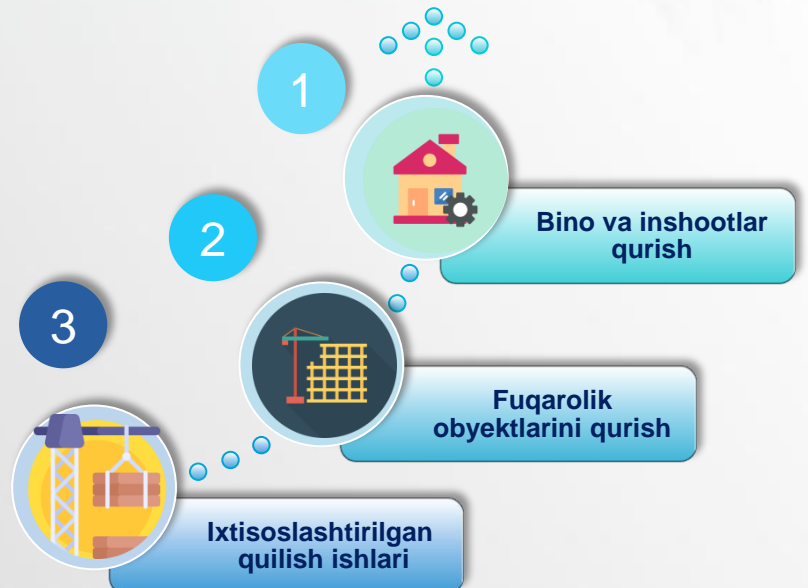 1
Bino va inshootlar
qurish
2
Fuqarolik
obyektlarini qurish
3
Ixtisoslashtirilgan
quilish ishlari